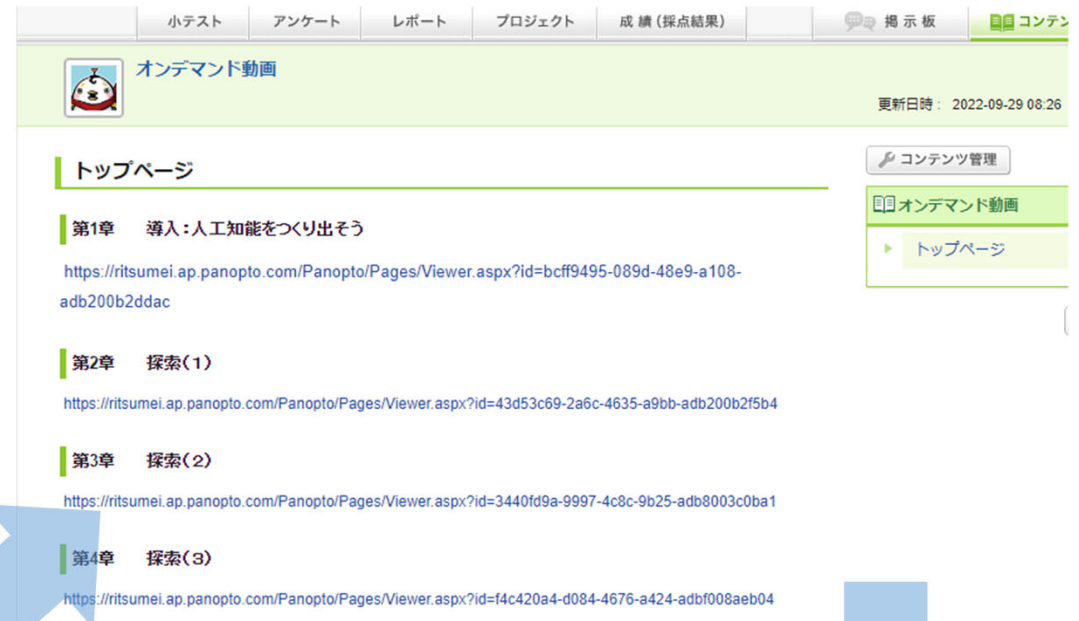 小テスト アンケート レポート プロジェクト 成績(採点結果) 掲示板 コンテン
オンデマンド動画
更新日時: 2022-09-29 08:26
トップページ
第1章 導入:人工知能をつくり出そう
https://ritsumei.ap.panopto.com/Panopto/Pages/Viewer.aspx?id=bcff9495-089d-48e9-a108-
adb200b2ddac
第2章 探索(1)
https://ritsumei.ap.panopto.com/Panopto/Pages/Viewer.aspx?id=43d53c69-2a6c-4635-a9bb-adb200b2f5b4
第3章 探索(2)
https://ritsumei.ap.panopto.com/Panopto/Pages/Viewer.aspx?id=3440fd9a-9997-4c8c-9b25-adb8003c0ba1
第4章 探索(3)
https://ritsumei.ap.panopto.com/Panopto/Pages/Viewer.aspx?id=f4c420a4-d084-4676-a424-adbf008aeb04
コンテンツ管理
オンデマンド動画
トップページ